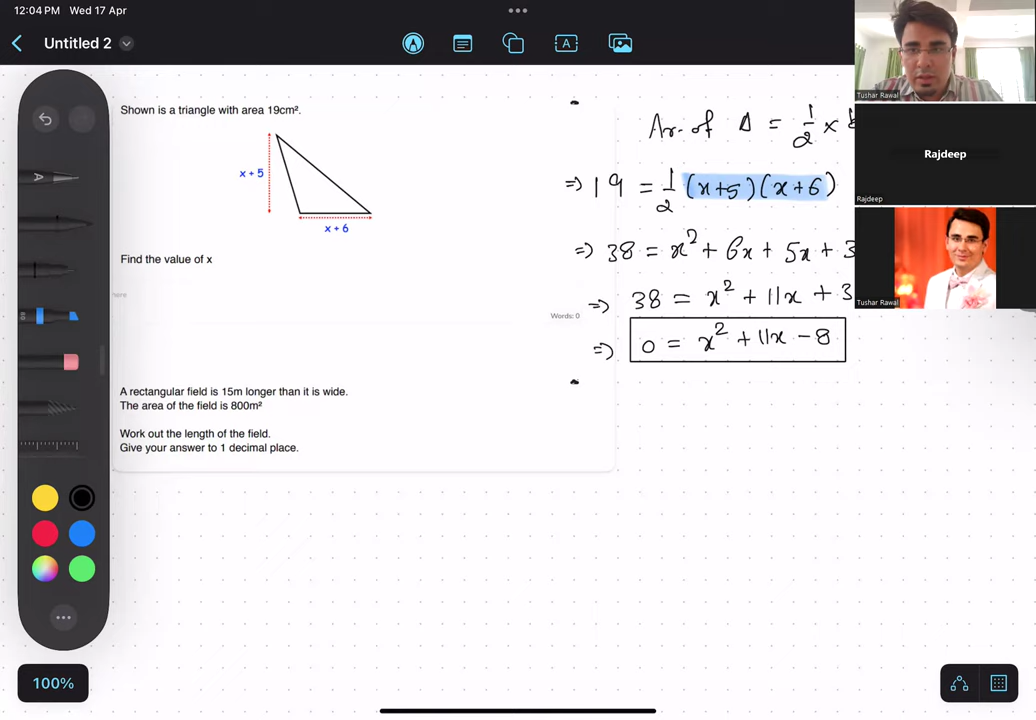 12:04 PM Wed 17 Apr
Untitled 2
Tushar Rawal
Rajdeep
Rajdeep
Tushar Rawal
Shown is a triangle with area 19cm².
x + 5
x + 6
Find the value of x
here
Words: 0
A rectangular field is 15m longer than it is wide.
The area of the field is 800m²
Work out the length of the field.
Give your answer to 1 decimal place.
Ar. of Δ = 1/2 ×
⇒ 19 = 1/2 (x+5)(x+6)
⇒ 38 = x² + 6x + 5x + 3
⇒ 38 = x² + 11x + 3
⇒ 0 = x² + 11x - 8
A
80
100%
A